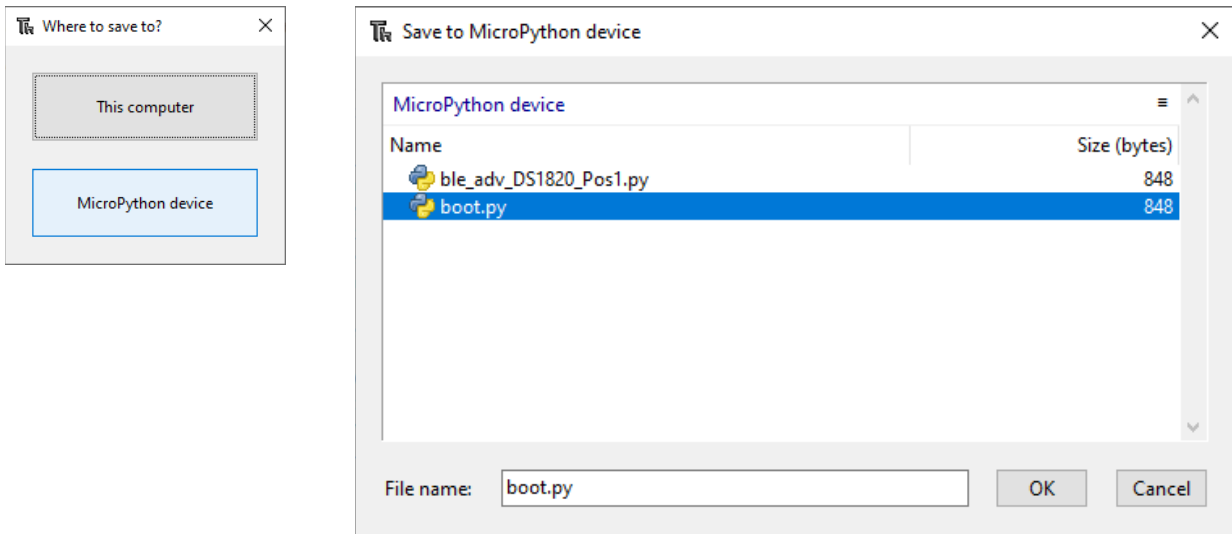 Where to save to?
This computer
MicroPython device
Save to MicroPython device
MicroPython device
Name Size (bytes)
ble_adv_DS1820_Pos1.py 848
boot.py 848
File name: boot.py OK Cancel